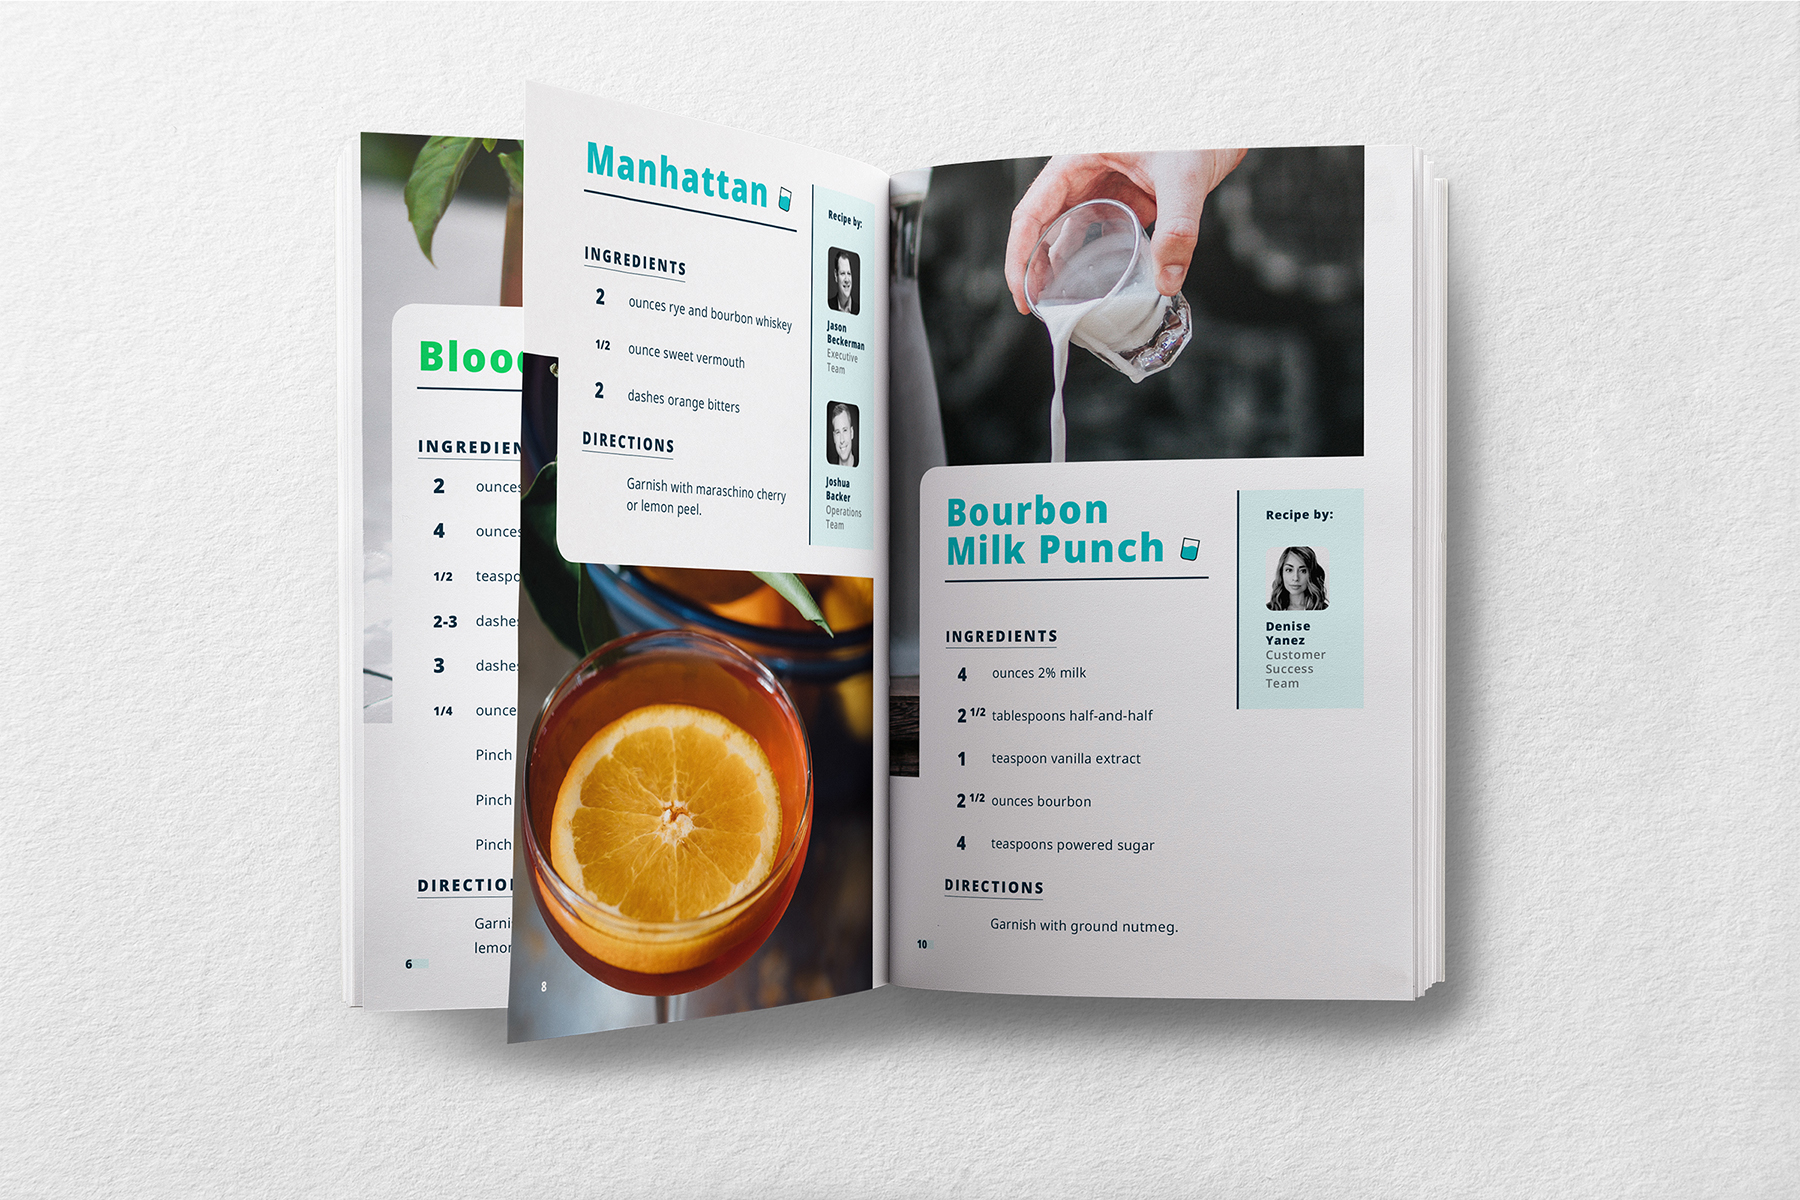 Blood
INGREDIEN
2 ounces
4 ounces
1/2 teaspo
2-3 dashes
3 dashes
1/4 ounce
Pinch
Pinch
Pinch
DIRECTIO
Garni
lemon
6
Manhattan
INGREDIENTS
2 ounces rye and bourbon whiskey
1/2 ounce sweet vermouth
2 dashes orange bitters
DIRECTIONS
Garnish with maraschino cherry
or lemon peel.
Recipe by:
Jason
Beckerman
Executive
Team
Joshua
Backer
Operations
Team
8
Bourbon
Milk Punch
INGREDIENTS
4 ounces 2% milk
2 1/2 tablespoons half-and-half
1 teaspoon vanilla extract
2 1/2 ounces bourbon
4 teaspoons powered sugar
DIRECTIONS
Garnish with ground nutmeg.
10
Recipe by:
Denise
Yanez
Customer
Success
Team